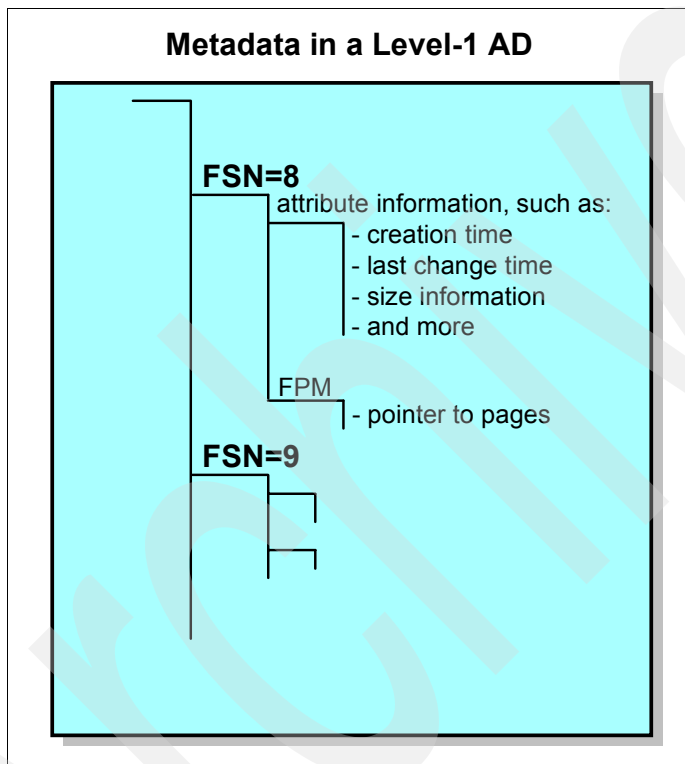 Metadata in a Level-1 AD
FSN=8
attribute information, such as:
- creation time
- last change time
- size information
- and more
FPM
- pointer to pages
FSN=9